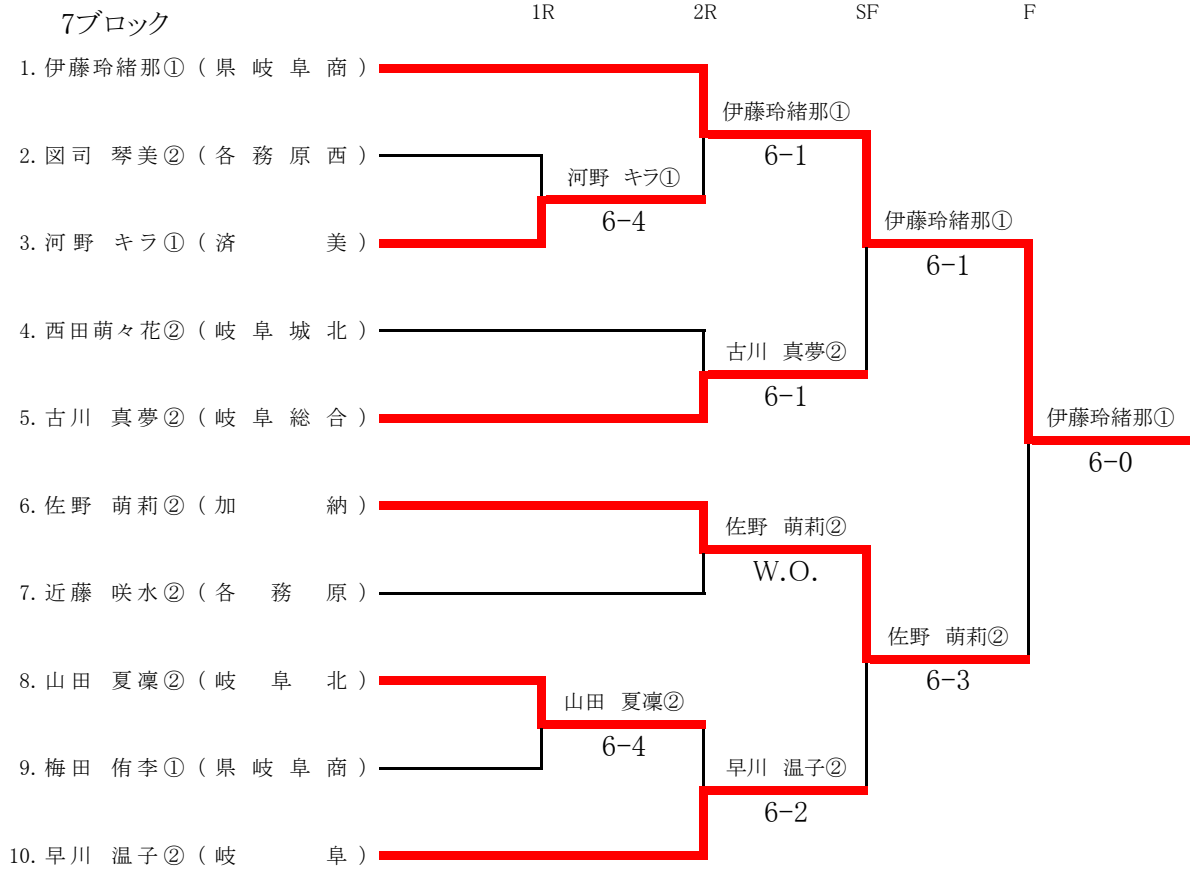 1R 2R SF F
7ブロック
1. 伊藤玲緒那① ( 県 岐 阜 商 )
伊藤玲緒那①
6-1
2. 図司 琴美② ( 各 務 原 西 )
河野 キラ①
6-4
伊藤玲緒那①
6-1
3. 河野 キラ① ( 済 美 )
4. 西田萌々花② ( 岐 阜 城 北 )
古川 真夢②
6-1
5. 古川 真夢② ( 岐 阜 総 合 )
伊藤玲緒那①
6-0
6. 佐野 萌莉② ( 加 納 )
佐野 萌莉②
W.O.
7. 近藤 咲水② ( 各 務 原 )
佐野 萌莉②
6-3
8. 山田 夏凜② ( 岐 阜 北 )
山田 夏凜②
6-4
9. 梅田 侑李① ( 県 岐 阜 商 )
早川 温子②
6-2
10. 早川 温子② ( 岐 阜 )